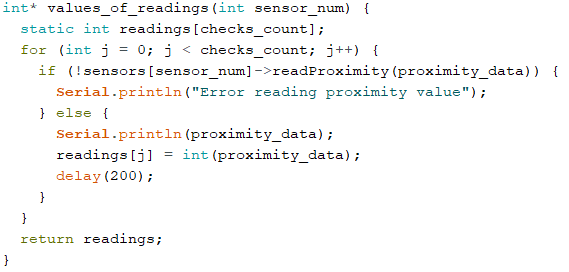 int* values_of_readings(int sensor_num) {
  static int readings[checks_count];
  for (int j = 0; j < checks_count; j++) {
    if (!sensors[sensor_num]->readProximity(proximity_data)) {
      Serial.println("Error reading proximity value");
    } else {
      Serial.println(proximity_data);
      readings[j] = int(proximity_data);
      delay(200);
    }
  }
  return readings;
}